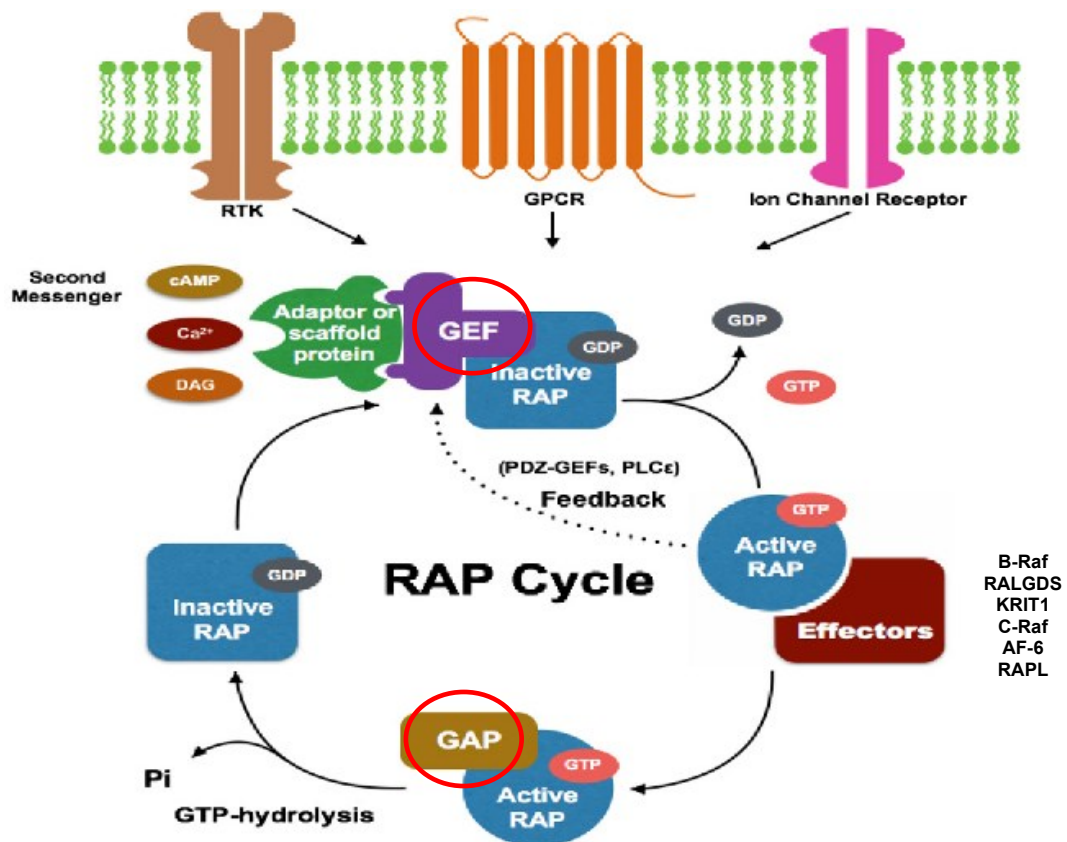 RTK
GPCR
Ion Channel Receptor
Second
Messenger
cAMP
Ca²⁺
DAG
Adaptor or
scaffold
protein
GEF
GDP
Inactive
RAP
GDP
GTP
(PDZ-GEFs, PLCε)
Feedback
GTP
Active
RAP
Effectors
B-Raf
RALGDS
KRIT1
C-Raf
AF-6
RAPL
RAP Cycle
GDP
Inactive
RAP
GAP
GTP
Active
RAP
Pi
GTP-hydrolysis